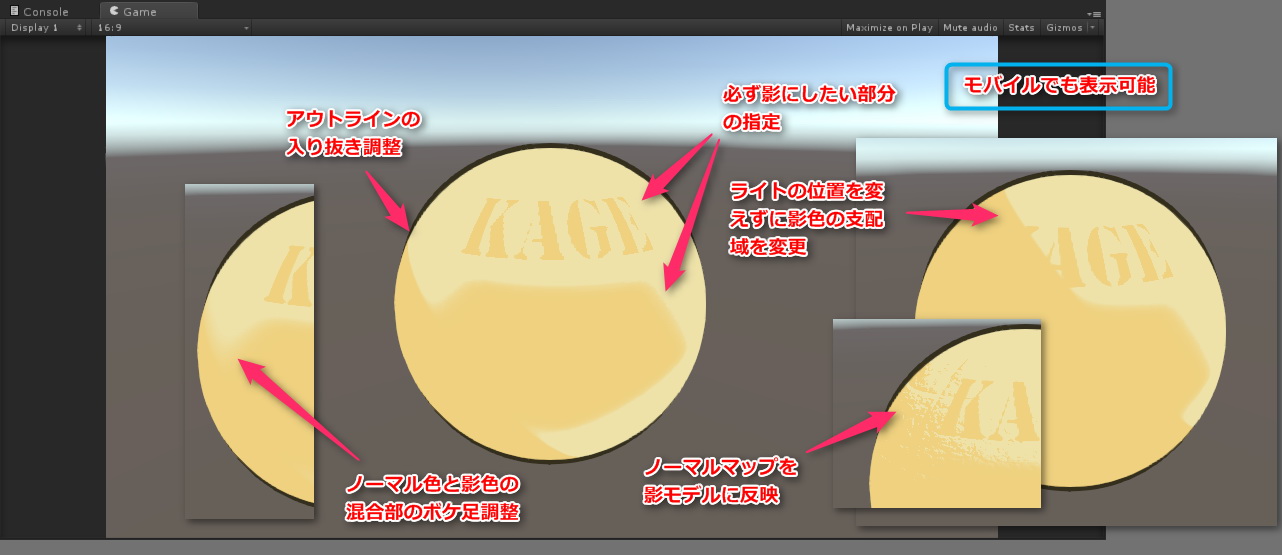 Console
Game
Display 1
16:9
Maximize on Play
Mute audio
Stats
Gizmos
モバイルでも表示可能
アウトラインの
入り抜き調整
必ず影にしたい部分
の指定
ライトの位置を変
えずに影色の支配
域を変更
KAGE
K
AGE
KA
ノーマル色と影色の
混合部のボケ足調整
ノーマルマップを
影モデルに反映